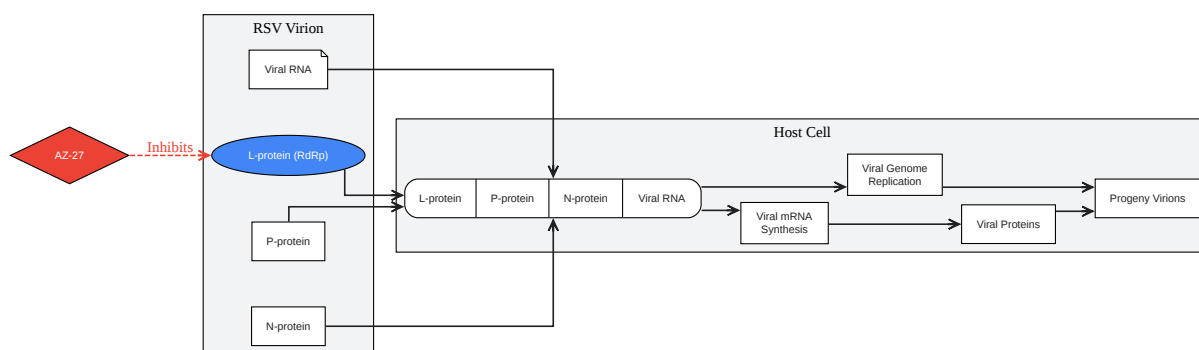 RSV Virion
Viral RNA
Host Cell
AZ-27
Inhibits
L-protein (RdRp)
L-protein
P-protein
N-protein
Viral RNA
Viral Genome
Replication
Progeny Virions
Viral mRNA
Synthesis
Viral Proteins
P-protein
N-protein